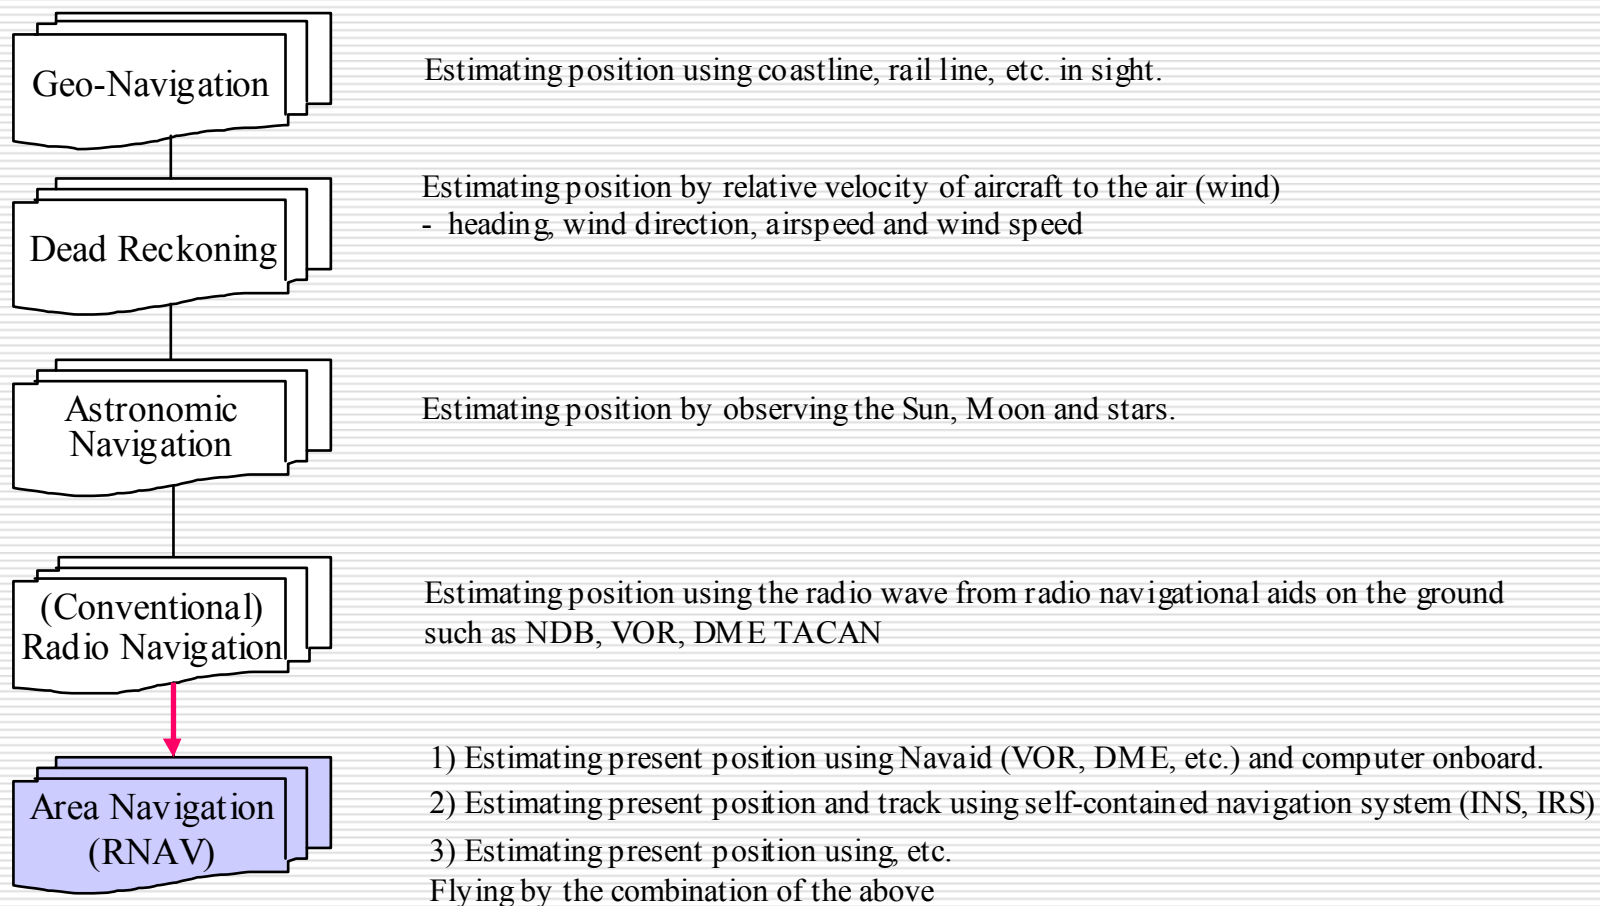 Geo-Navigation
Estimating position using coastline, rail line, etc. in sight.
Dead Reckoning
Estimating position by relative velocity of aircraft to the air (wind)
- heading, wind direction, airspeed and wind speed
Astronomic
Navigation
Estimating position by observing the Sun, Moon and stars.
(Conventional)
Radio Navigation
Estimating position using the radio wave from radio navigational aids on the ground
such as NDB, VOR, DME TACAN
Area Navigation
(RNAV)
1) Estimating present position using Navaid (VOR, DME, etc.) and computer onboard.
2) Estimating present position and track using self-contained navigation system (INS, IRS)
3) Estimating present position using, etc.
Flying by the combination of the above